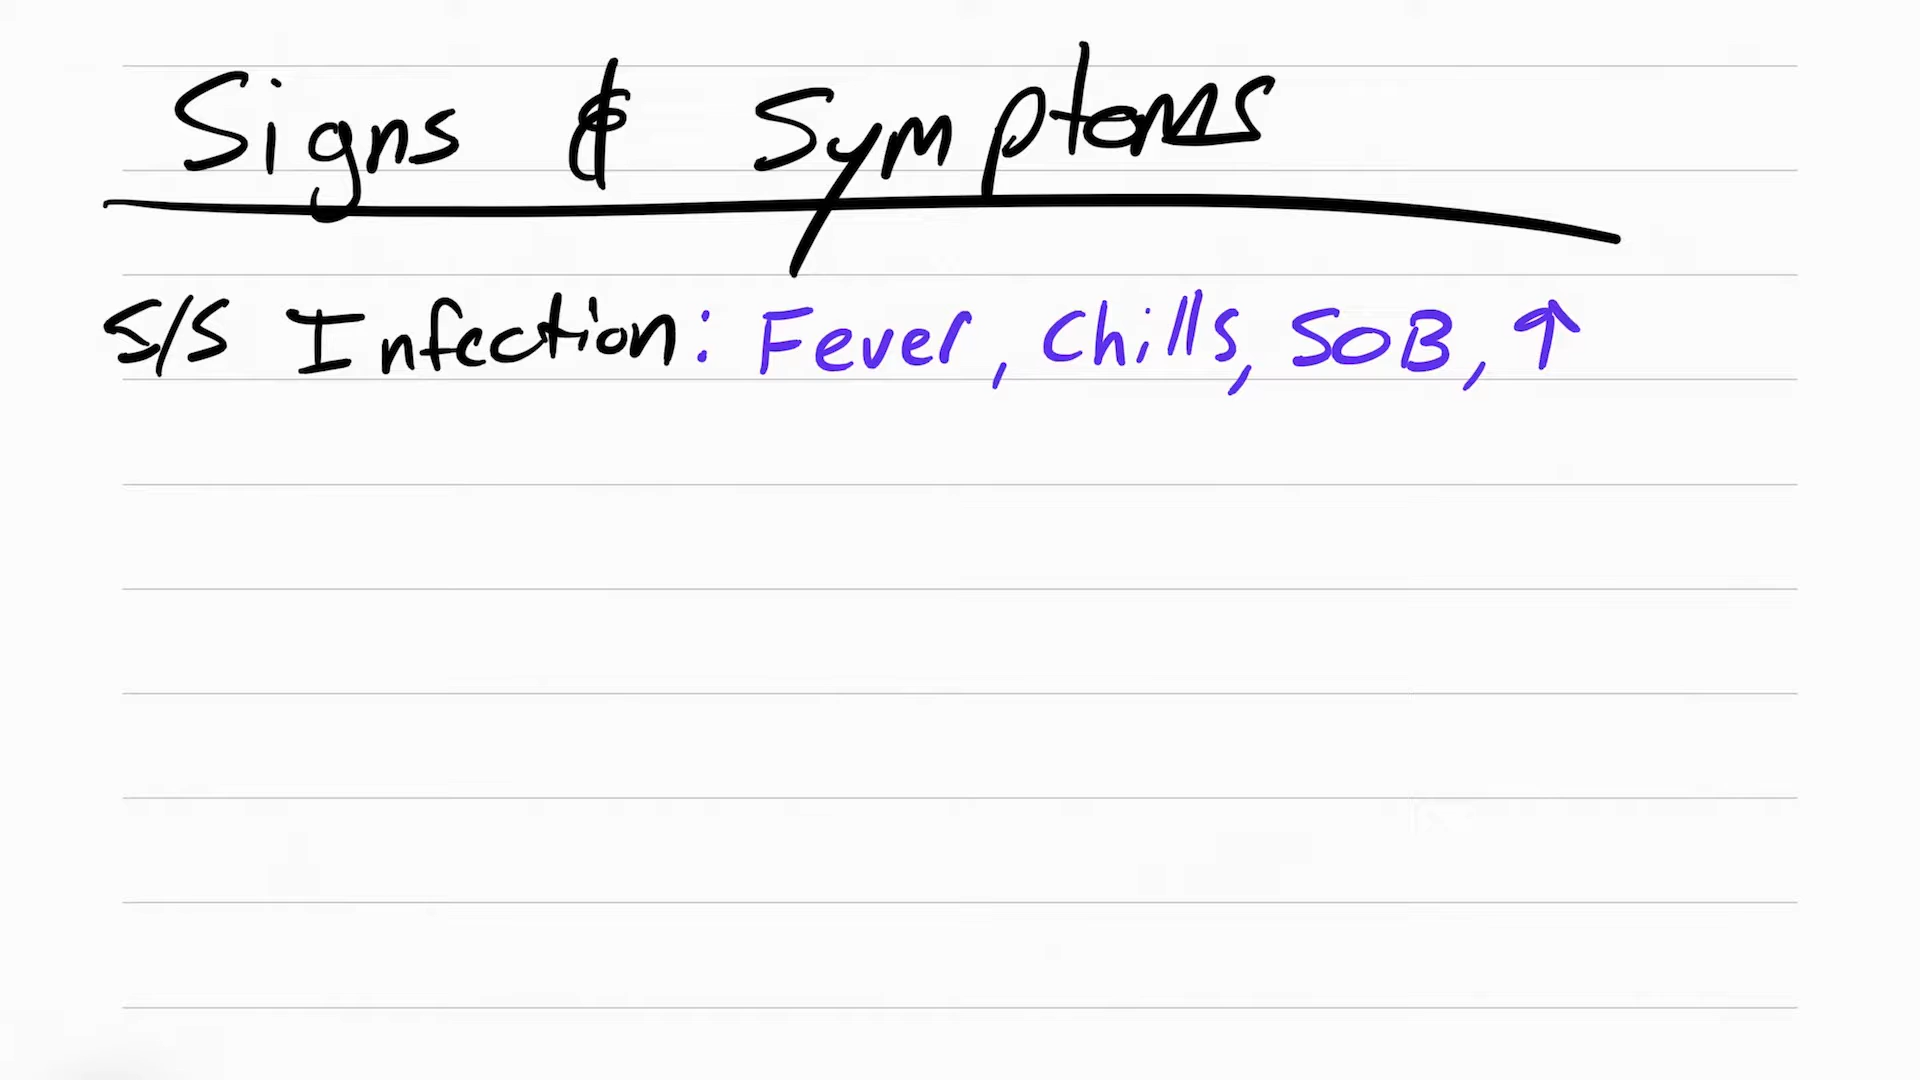 Signs & Symptoms
S/S Infection: Fever, Chills, SOB, ↑